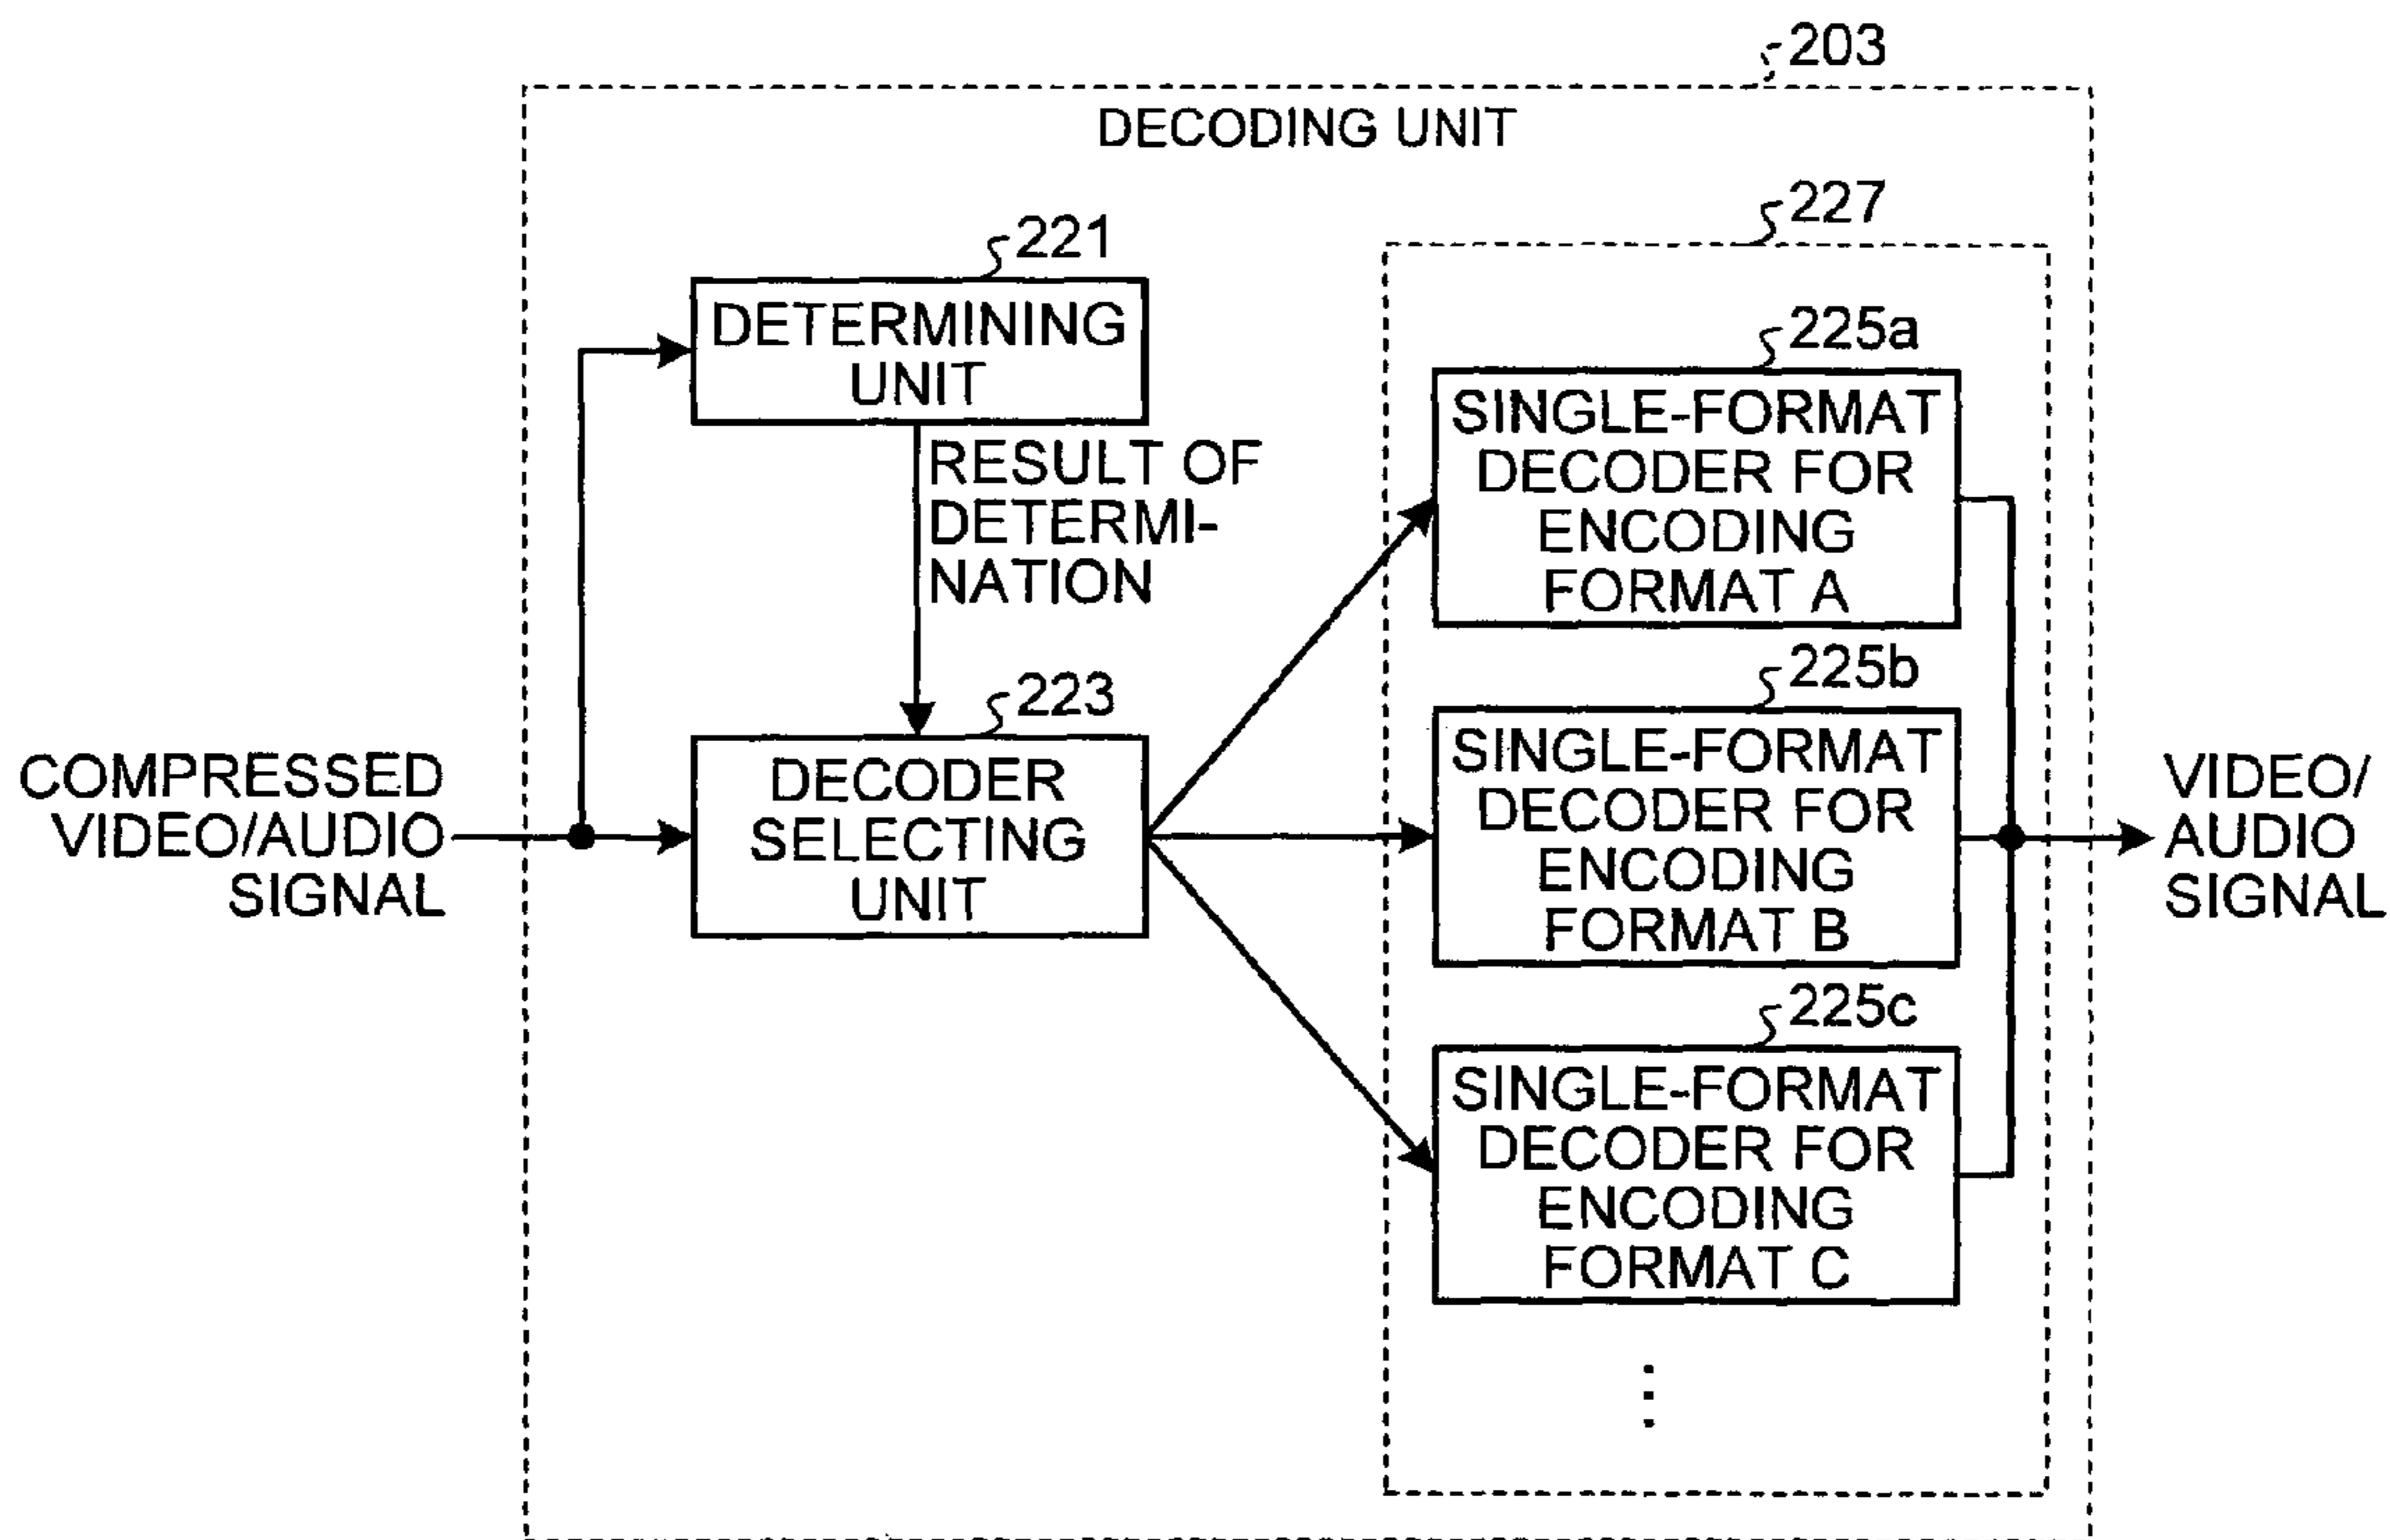 203
DECODING UNIT
227
221
DETERMINING
UNIT
RESULT OF
DETERMI-
NATION
223
DECODER
SELECTING
UNIT
COMPRESSED
VIDEO/AUDIO
SIGNAL
225a
SINGLE-FORMAT
DECODER FOR
ENCODING
FORMAT A
225b
SINGLE-FORMAT
DECODER FOR
ENCODING
FORMAT B
225c
SINGLE-FORMAT
DECODER FOR
ENCODING
FORMAT C
VIDEO/
AUDIO
SIGNAL